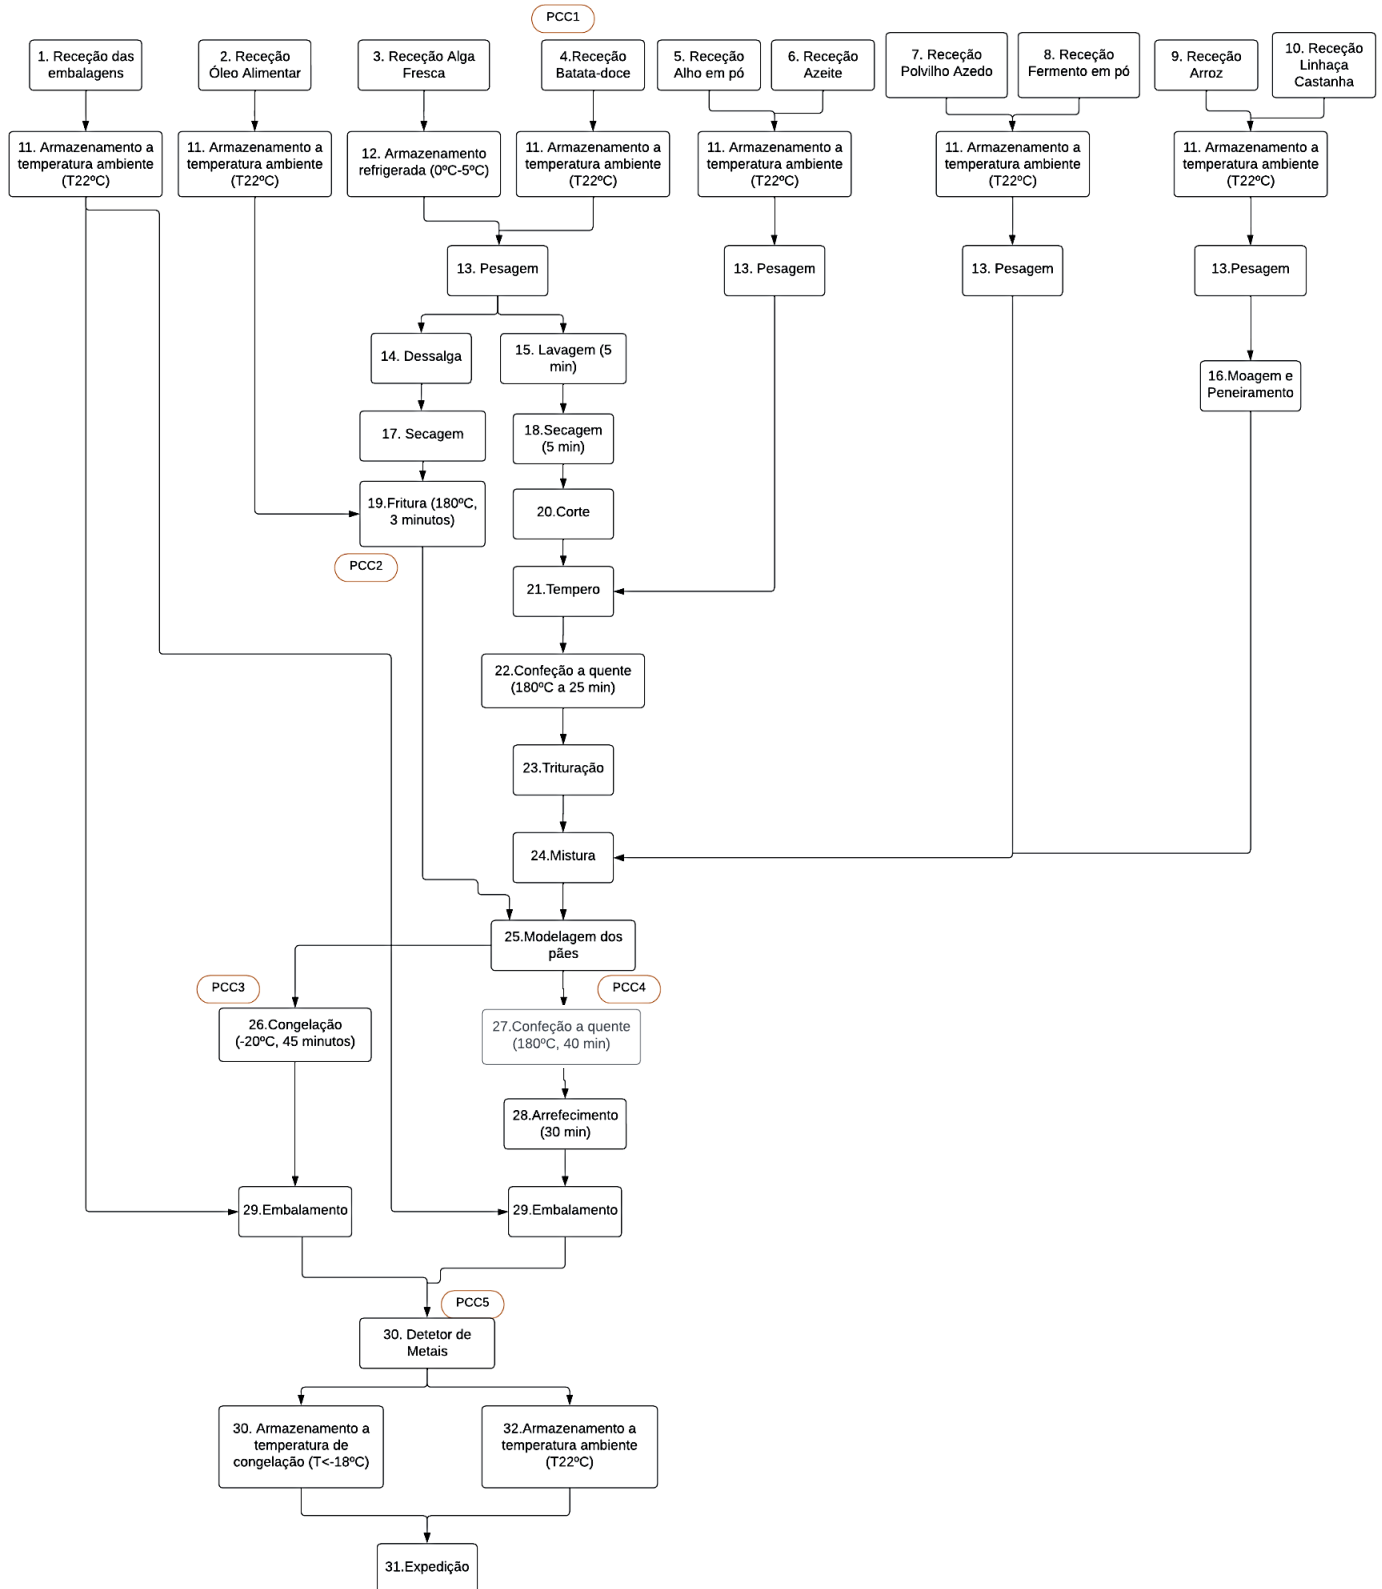 PCC1
1. Receção das
embalagens
2. Receção
Óleo Alimentar
3. Receção Alga
Fresca
4.Receção
Batata-doce
5. Receção
Alho em pó
6. Receção
Azeite
7. Receção
Polvilho Azedo
8. Receção
Fermento em pó
9. Receção
Arroz
10. Receção
Linhaça
Castanha
11. Armazenamento a
temperatura ambiente
(T22ºC)
11. Armazenamento a
temperatura ambiente
(T22ºC)
12. Armazenamento
refrigerada (0ºC-5ºC)
11. Armazenamento a
temperatura ambiente
(T22ºC)
11. Armazenamento a
temperatura ambiente
(T22ºC)
11. Armazenamento a
temperatura ambiente
(T22ºC)
11. Armazenamento a
temperatura ambiente
(T22ºC)
13. Pesagem
13. Pesagem
13. Pesagem
13.Pesagem
14. Dessalga
15. Lavagem (5
min)
16.Moagem e
Peneiramento
17. Secagem
18.Secagem
(5 min)
19.Fritura (180ºC,
3 minutos)
20.Corte
PCC2
21.Tempero
22.Confeção a quente
(180ºC a 25 min)
23.Trituração
24.Mistura
25.Modelagem dos
pães
PCC3
PCC4
26.Congelação
(-20ºC, 45 minutos)
27.Confeção a quente
(180ºC, 40 min)
28.Arrefecimento
(30 min)
29.Embalamento
29.Embalamento
PCC5
30. Detetor de
Metais
30. Armazenamento a
temperatura de
congelação (T<-18ºC)
32.Armazenamento a
temperatura ambiente
(T22ºC)
31.Expedição